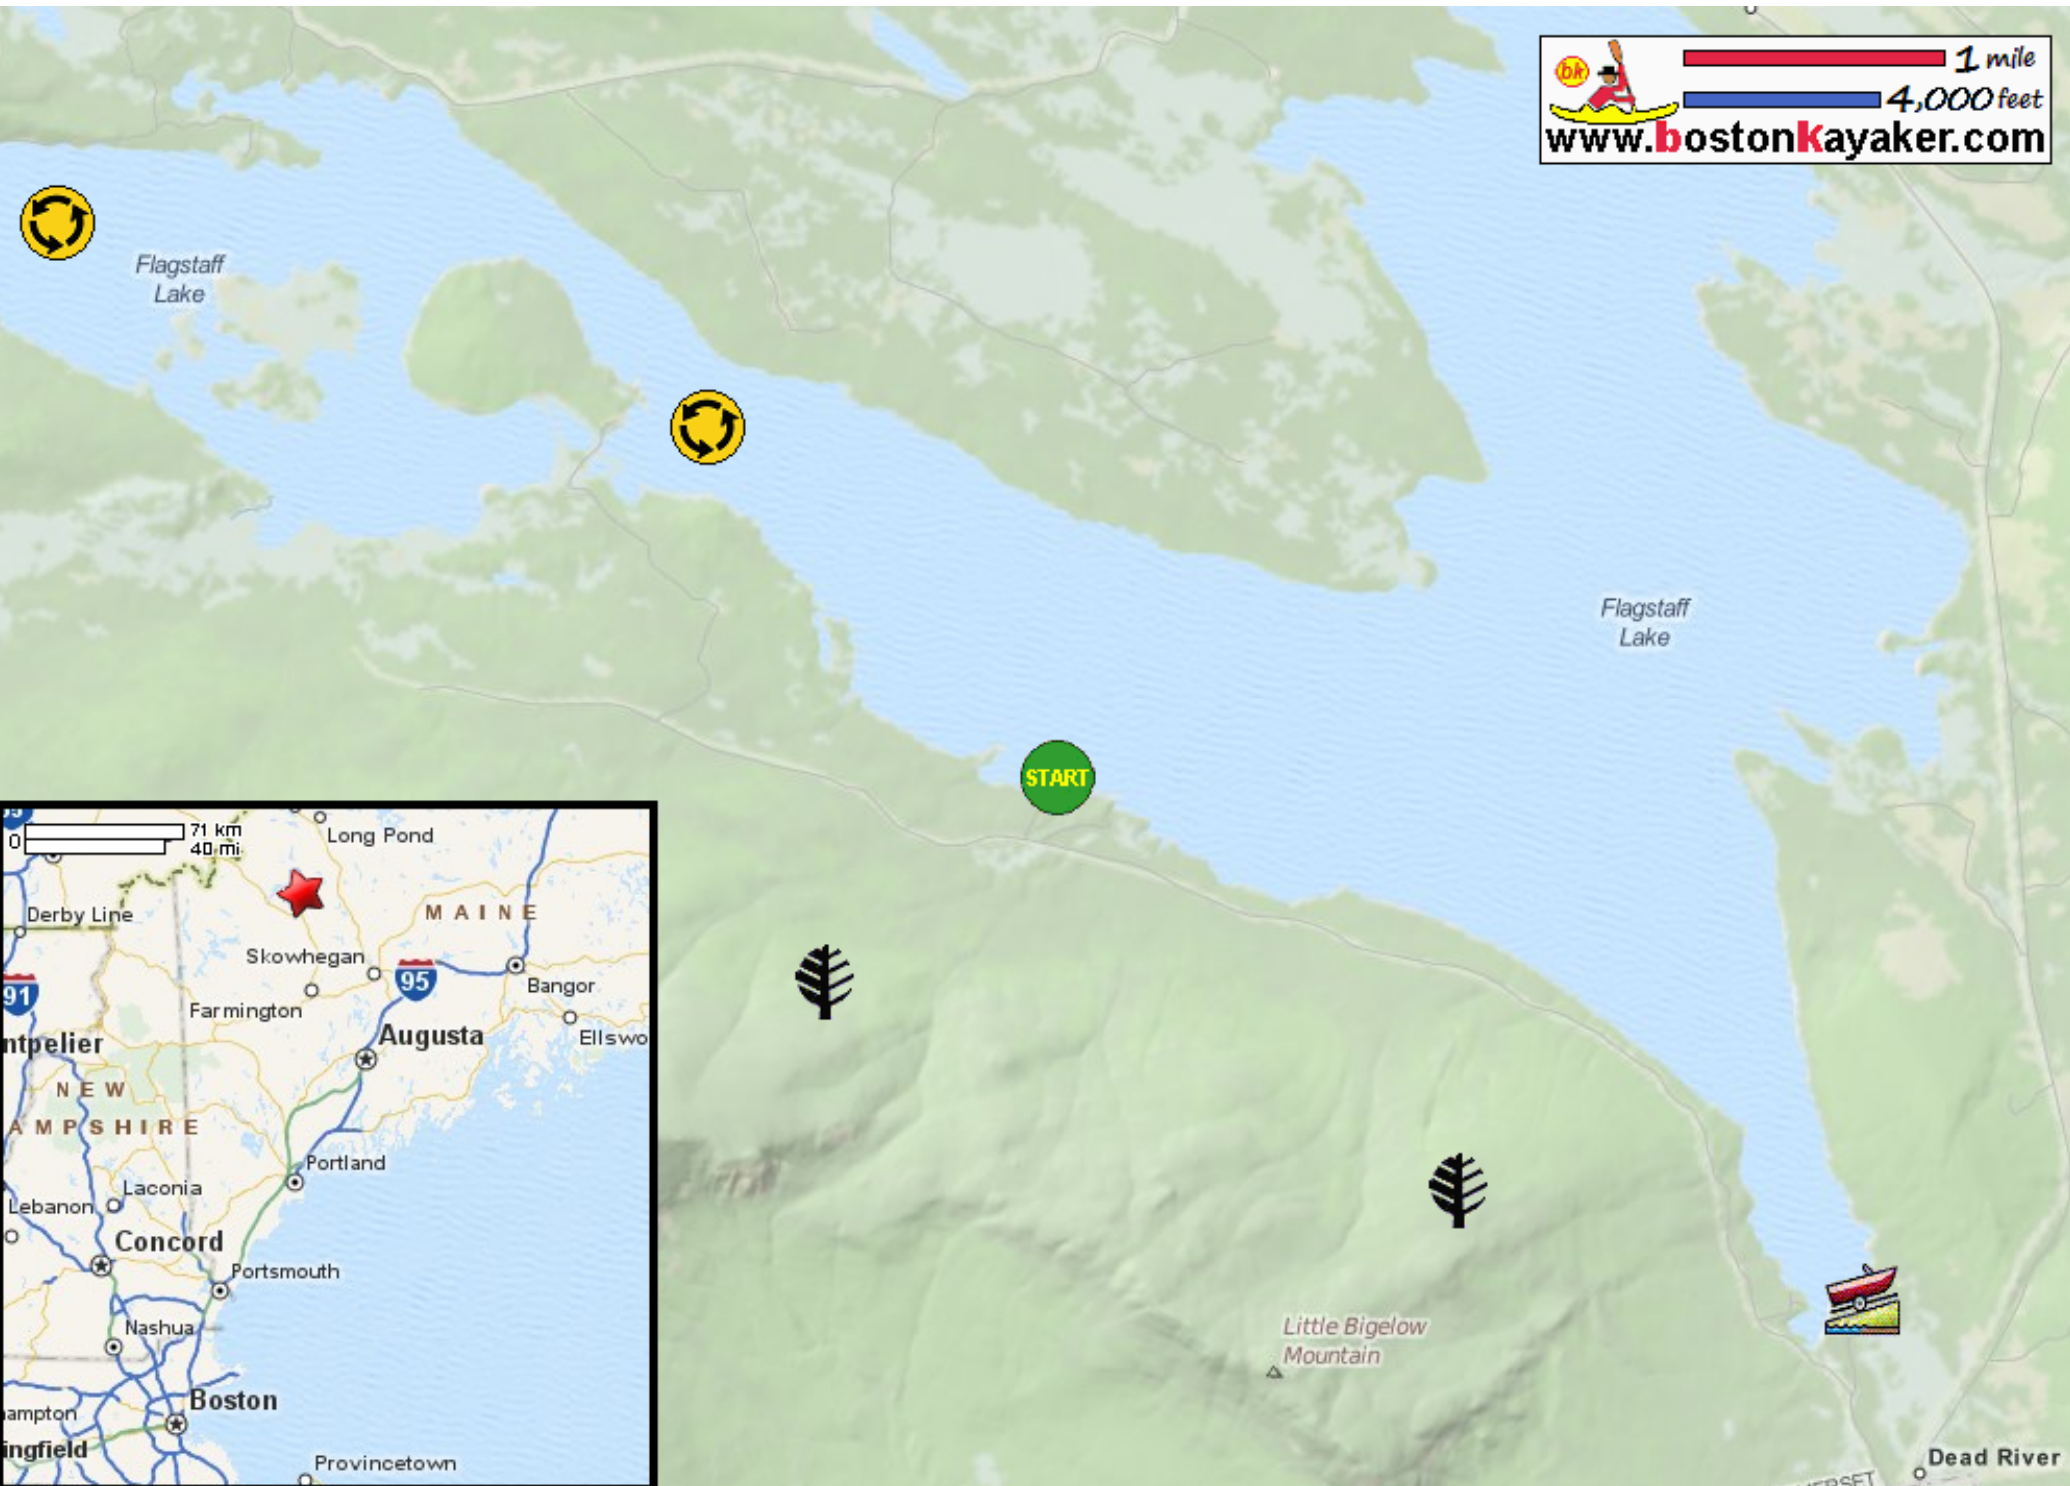 bk
1 mile
4,000 feet
www.bostonkayaker.com
Flagstaff
Lake
Flagstaff
Lake
START
Little Bigelow
Mountain
Dead River
0
71 km
40 mi
Long Pond
Derby Line
MAINE
Skowhegan
95
Bangor
91
Farmington
Augusta
Ellswo
ntpelier
NEW
AMPSHIRE
Portland
Laconia
Lebanon
Concord
Portsmouth
Nashua
Boston
ampton
ingfield
Provincetown